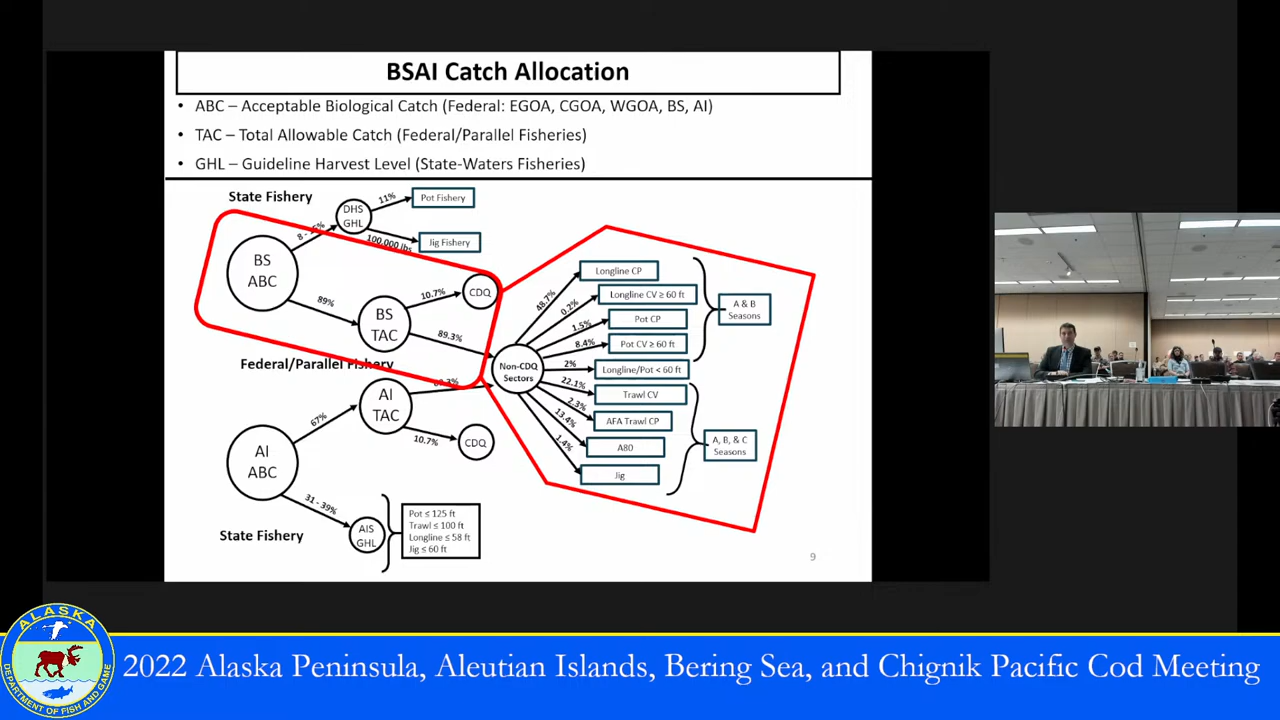 BSAI Catch Allocation
• ABC – Acceptable Biological Catch (Federal: EGOA, CGOA, WGOA, BS, AI)
• TAC – Total Allowable Catch (Federal/Parallel Fisheries)
• GHL – Guideline Harvest Level (State-Waters Fisheries)
State Fishery
DHS
GHL
11%
Pot Fishery
100,000 lbs
Jig Fishery
BS
ABC
89%
BS
TAC
10.7%
CDQ
89.3%
Federal/Parallel Fishery
AI
TAC
10.7%
CDQ
67%
AI
ABC
31 - 39%
State Fishery
AIS
GHL
Pot ≤ 125 ft
Trawl ≤ 100 ft
Longline ≤ 58 ft
Jig ≤ 60 ft
Non-CDQ
Sectors
48.7%
Longline CP
0.2%
Longline CV ≥ 60 ft
1.5%
Pot CP
8.4%
Pot CV ≥ 60 ft
2%
Longline/Pot < 60 ft
22.1%
Trawl CV
2.3%
AFA Trawl CP
13.4%
A80
1.4%
Jig
A & B
Seasons
A, B, & C
Seasons
9
ALASKA
DEPARTMENT OF FISH AND GAME
2022 Alaska Peninsula, Aleutian Islands, Bering Sea, and Chignik Pacific Cod Meeting